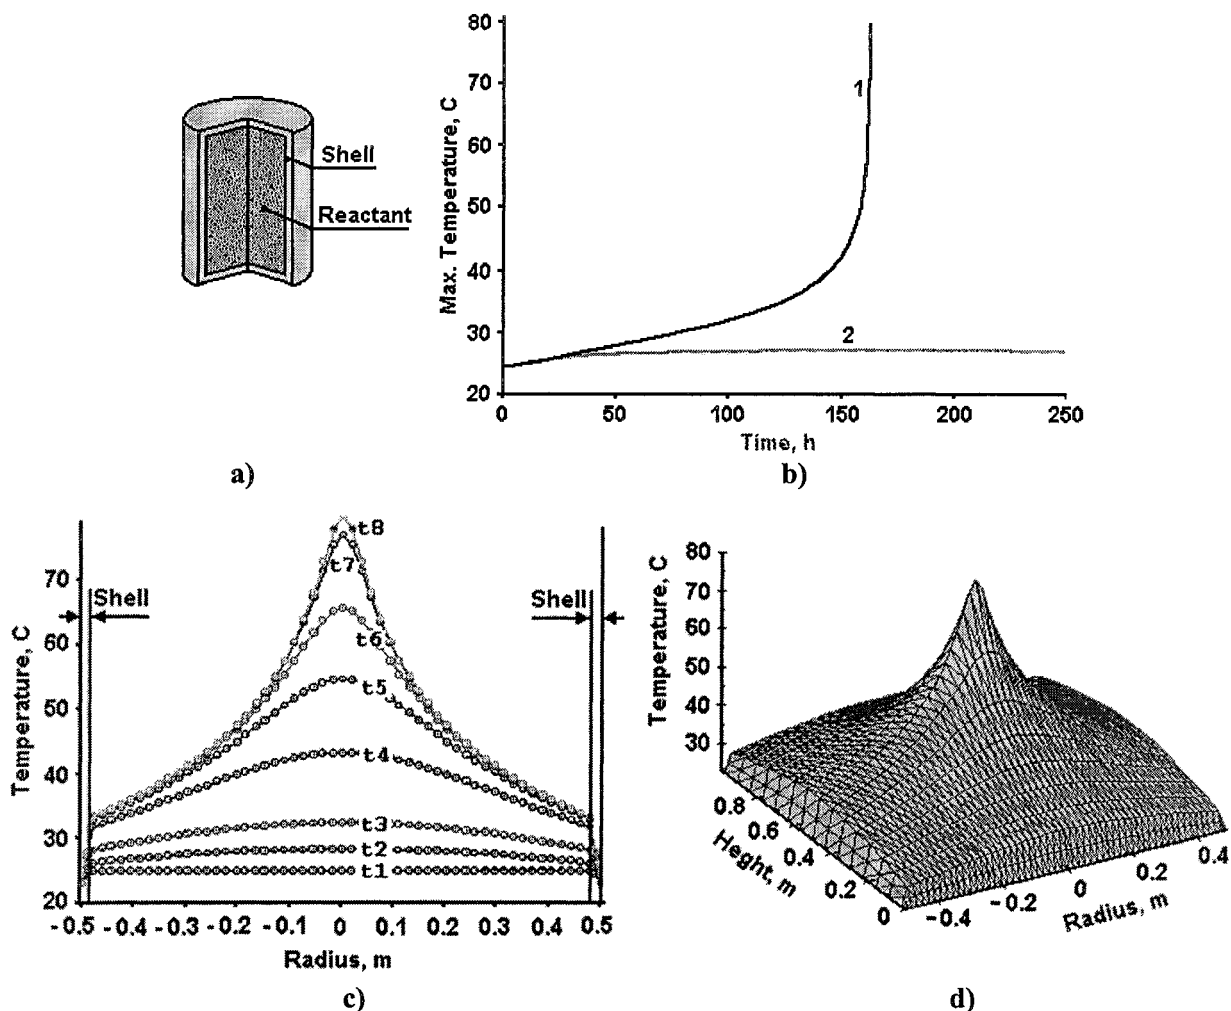 Shell
Reactant
a)
Max. Temperature, C
80
70
60
50
40
30
20
1
2
0
50
100
150
200
250
Time, h
b)
Temperature, C
70
60
50
40
30
20
Shell
Shell
t8
t7
t6
t5
t4
t3
t2
t1
-0.5
-0.4
-0.3
-0.2
-0.1
0
0.1
0.2
0.3
0.4
0.5
Radius, m
c)
Temperature, C
80
70
60
50
40
30
0.8
0.6
0.4
0.2
0
Heght, m
-0.4
-0.2
0
0.2
0.4
Radius, m
d)